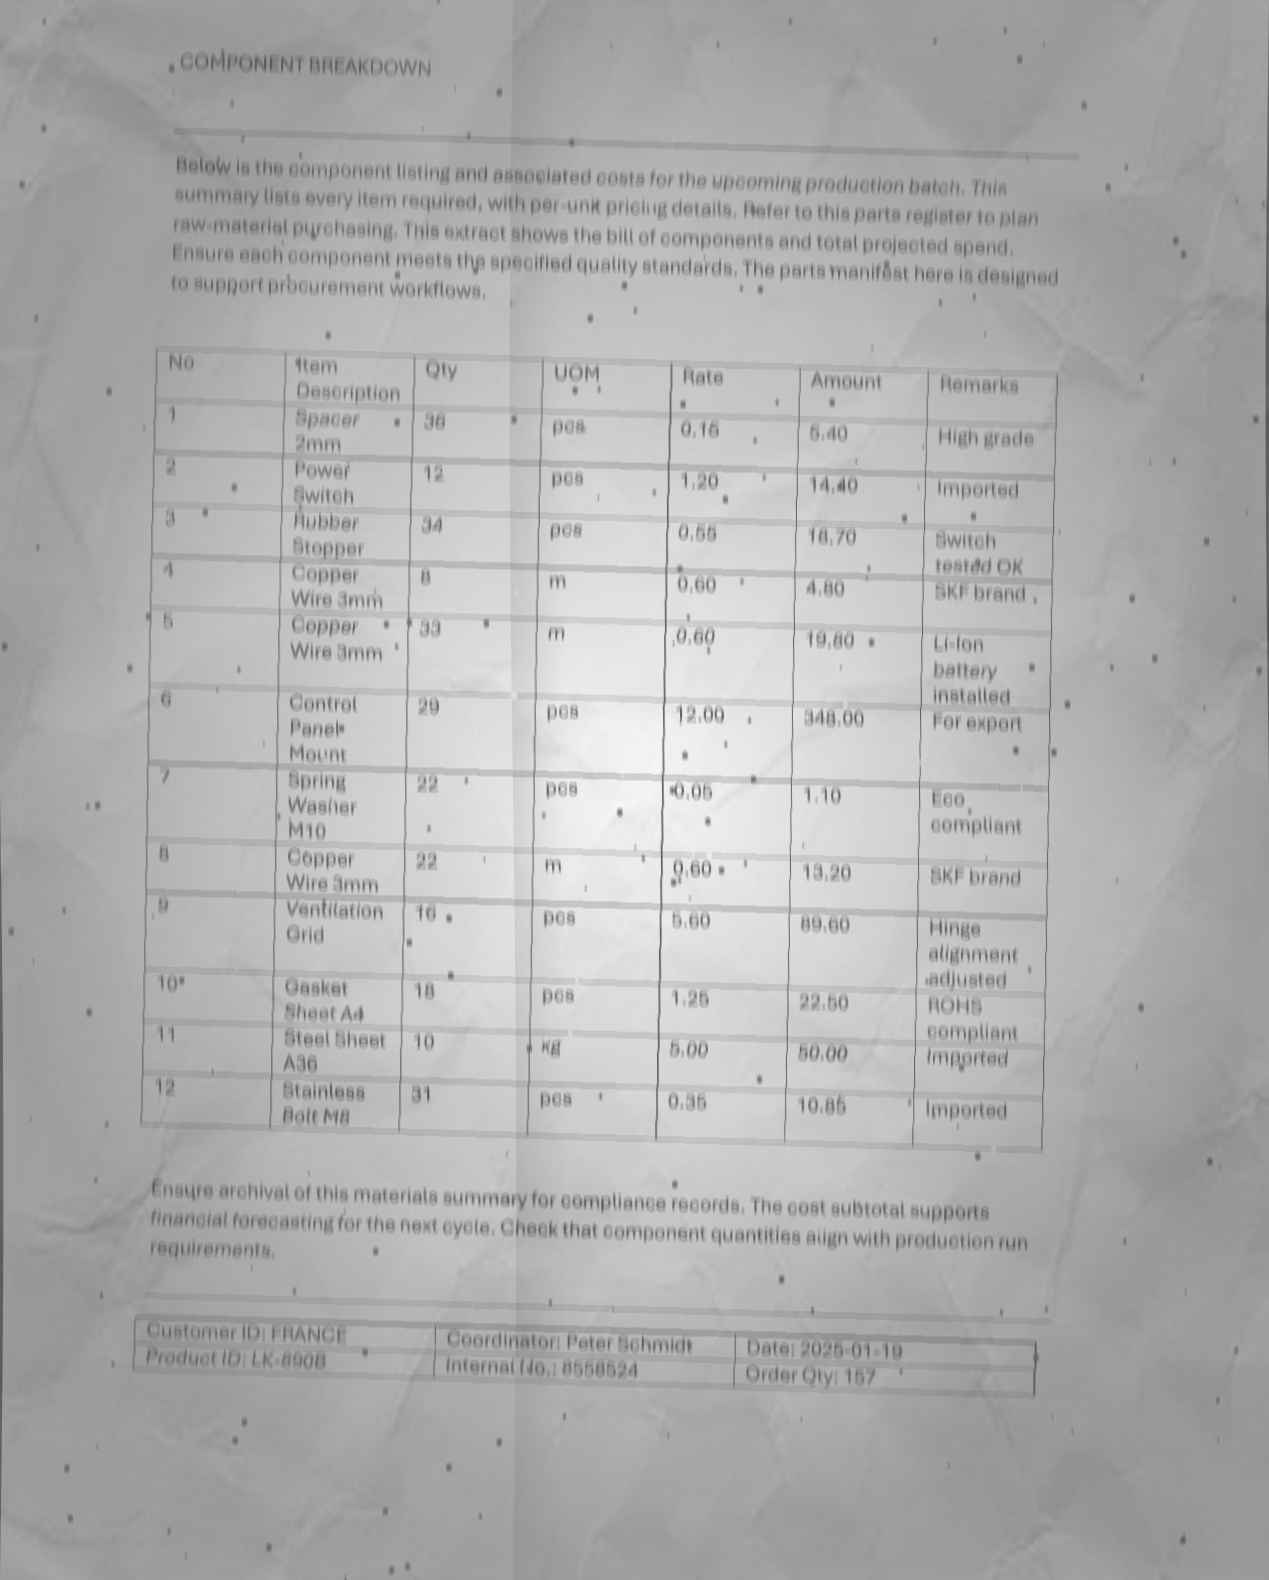 COMPONENT BREAKDOWN
Below is the component listing and associated costs for the upcoming production batch. This
summary lists every item required, with per-unit pricing details. Refer to this parts register to plan
raw-material purchasing. This extract shows the bill of components and total projected spend.
Ensure each component meets the specified quality standards. The parts manifest here is designed
to support procurement workflows.
No Item Description Qty UOM Rate Amount Remarks
1 Spacer 2mm 36 pcs 0.15 5.40 High grade
2 Power Switch 12 pcs 1.20 14.40 Imported
3 Rubber Stopper 34 pcs 0.55 18.70 Switch tested OK
4 Copper Wire 3mm 8 m 0.60 4.80 SKF brand
5 Copper Wire 3mm 33 m 0.60 19.80 Li-Ion battery installed
6 Control Panel Mount 29 pcs 12.00 348.00 For export
7 Spring Washer M10 22 pcs 0.05 1.10 Eco compliant
8 Copper Wire 3mm 22 m 0.60 13.20 SKF brand
9 Ventilation Grid 16 pcs 5.60 89.60 Hinge alignment adjusted
10 Gasket Sheet A4 18 pcs 1.25 22.50 ROHS compliant
11 Steel Sheet A36 10 kg 5.00 50.00 Imported
12 Stainless Bolt M8 31 pcs 0.35 10.85 Imported
Ensure archival of this materials summary for compliance records. The cost subtotal supports
financial forecasting for the next cycle. Check that component quantities align with production run
requirements.
Customer ID: FRANCE Coordinator: Peter Schmidt Date: 2025-01-19
Product ID: LK-890B Internal No.: 8558524 Order Qty: 157